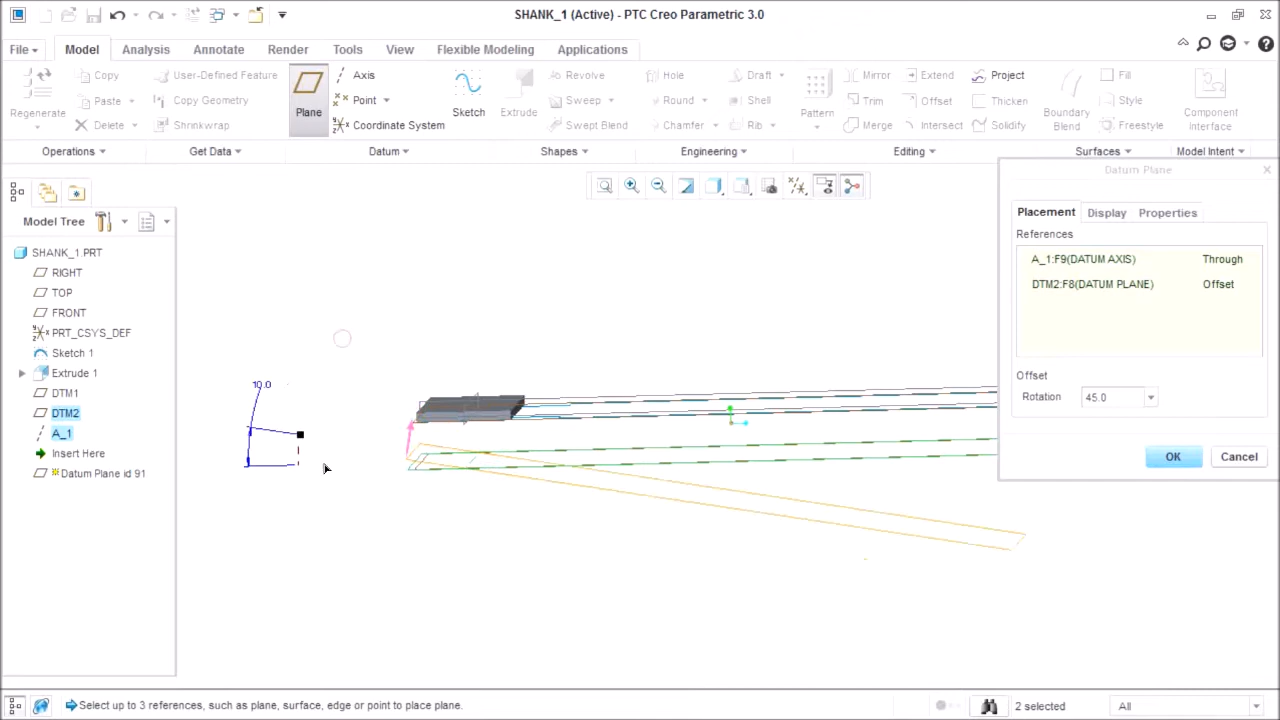 SHANK_1 (Active) - PTC Creo Parametric 3.0
File Model Analysis Annotate Render Tools View Flexible Modeling Applications
Regenerate
Copy
Paste
Delete
User-Defined Feature
Copy Geometry
Shrinkwrap
Plane
Axis
Point
Coordinate System
Sketch
Extrude
Revolve
Sweep
Swept Blend
Hole
Round
Chamfer
Draft
Shell
Rib
Pattern
Mirror
Trim
Merge
Extend
Offset
Intersect
Project
Thicken
Solidify
Boundary
Blend
Fill
Style
Freestyle
Component
Interface
Operations Get Data Datum Shapes Engineering Editing Surfaces Model Intent
Model Tree
SHANK_1.PRT
RIGHT
TOP
FRONT
PRT_CSYS_DEF
Sketch 1
Extrude 1
DTM1
DTM2
A_1
Insert Here
Datum Plane id 91
10.0
Datum Plane
Placement Display Properties
References
A_1:F9(DATUM AXIS) Through
DTM2:F8(DATUM PLANE) Offset
Offset
Rotation 45.0
OK Cancel
Select up to 3 references, such as plane, surface, edge or point to place plane.
2 selected
All